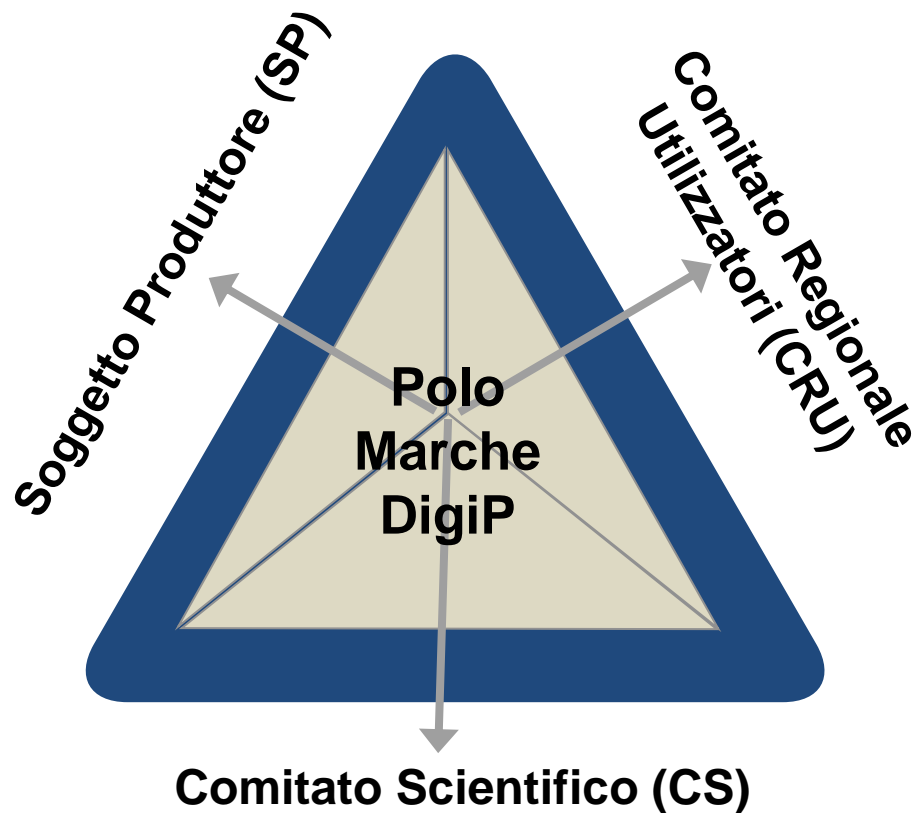 Soggetto Produttore (SP)
Comitato Regionale
Utilizzatori (CRU)
Polo
Marche
DigiP
Comitato Scientifico (CS)